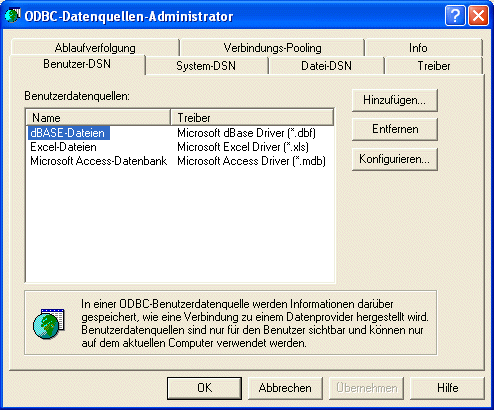 ODBC-Datenquellen-Administrator
Ablaufverfolgung Verbindungs-Pooling Info
Benutzer-DSN System-DSN Datei-DSN Treiber
Benutzerdatenquellen:
Hinzufügen...
Name Treiber
dBASE-Dateien Microsoft dBase Driver (*.dbf)
Entfernen
Excel-Dateien Microsoft Excel Driver (*.xls)
Microsoft Access-Datenbank Microsoft Access Driver (*.mdb)
Konfigurieren...
In einer ODBC-Benutzerdatenquelle werden Informationen darüber
gespeichert, wie eine Verbindung zu einem Datenprovider hergestellt wird.
Benutzerdatenquellen sind nur für den Benutzer sichtbar und können nur
auf dem aktuellen Computer verwendet werden.
OK Abbrechen Übernehmen Hilfe